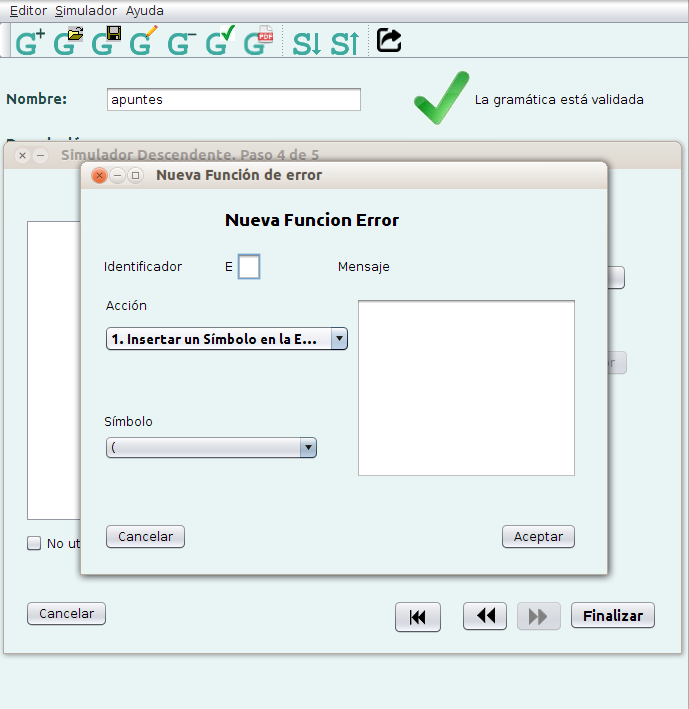 Editor Simulador Ayuda
G+ G G G G- G G PDF S↓ S↑
Nombre: apuntes La gramática está validada
Simulador Descendente. Paso 4 de 5
Nueva Función de error
Nueva Funcion Error
Identificador E Mensaje
Acción
1. Insertar un Símbolo en la E...
Símbolo
(
Cancelar Aceptar
No ut
Cancelar Finalizar